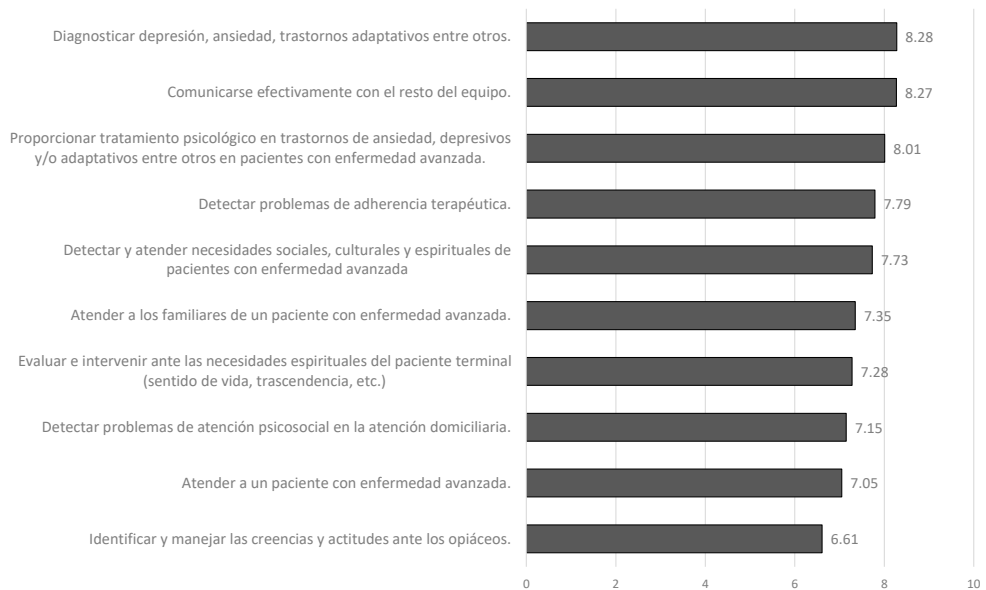 Diagnosticar depresión, ansiedad, trastornos adaptativos entre otros.
8.28
Comunicarse efectivamente con el resto del equipo.
8.27
Proporcionar tratamiento psicológico en trastornos de ansiedad, depresivos
y/o adaptativos entre otros en pacientes con enfermedad avanzada.
8.01
Detectar problemas de adherencia terapéutica.
7.79
Detectar y atender necesidades sociales, culturales y espirituales de
pacientes con enfermedad avanzada
7.73
Atender a los familiares de un paciente con enfermedad avanzada.
7.35
Evaluar e intervenir ante las necesidades espirituales del paciente terminal
(sentido de vida, trascendencia, etc.)
7.28
Detectar problemas de atención psicosocial en la atención domiciliaria.
7.15
Atender a un paciente con enfermedad avanzada.
7.05
Identificar y manejar las creencias y actitudes ante los opiáceos.
6.61
0 2 4 6 8 10